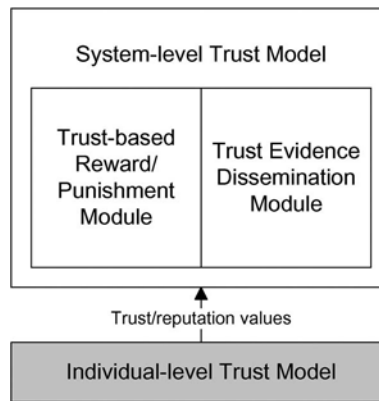 System-level Trust Model
Trust-based
Reward/
Punishment
Module
Trust Evidence
Dissemination
Module
Trust/reputation values
Individual-level Trust Model